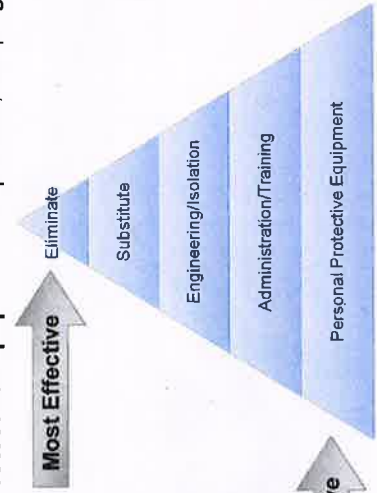 Most Effective
Eliminate
Substitute
Engineering/Isolation
Administration/Training
Personal Protective Equipment